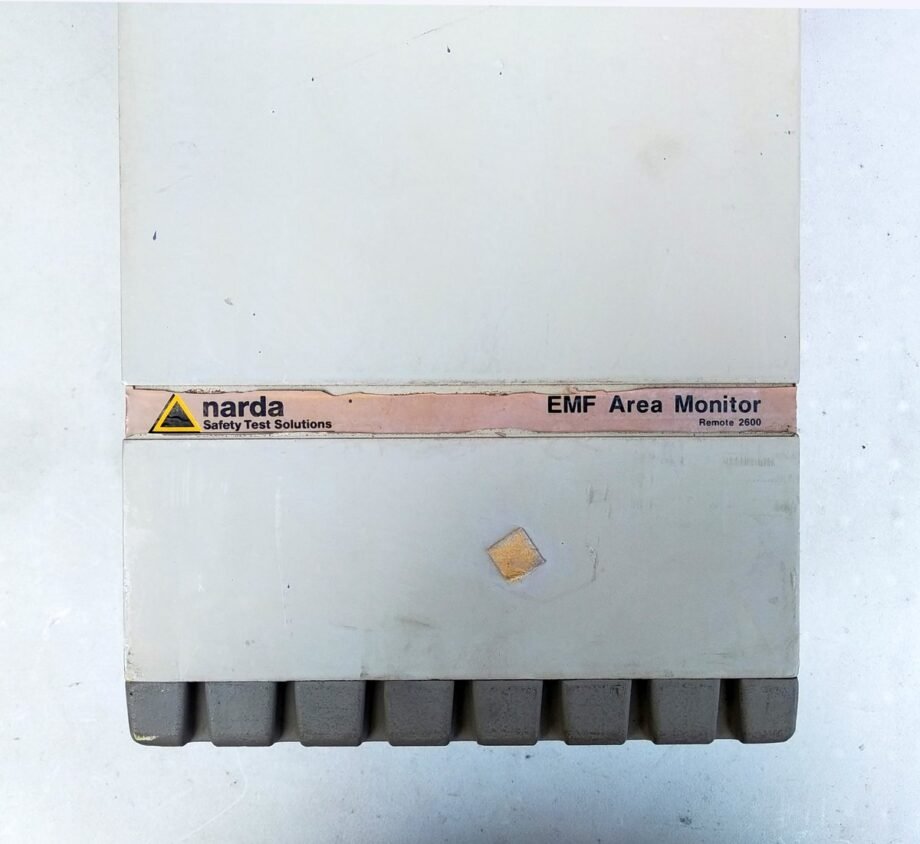 narda
Safety Test Solutions
EMF Area Monitor
Remote 2600